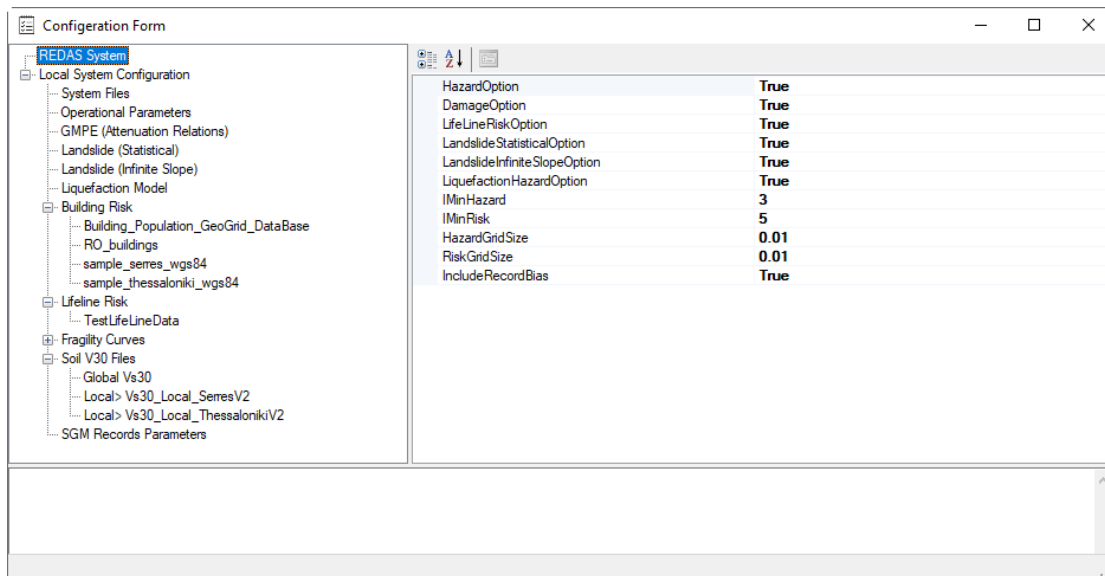 Configeration Form
REDAS System
Local System Configuration
System Files
Operational Parameters
GMPE (Attenuation Relations)
Landslide (Statistical)
Landslide (Infinite Slope)
Liquefaction Model
Building Risk
Building_Population_GeoGrid_DataBase
RO_buildings
sample_serres_wgs84
sample_thessaloniki_wgs84
Lifeline Risk
TestLifeLineData
Fragility Curves
Soil V30 Files
Global Vs30
Local> Vs30_Local_SerresV2
Local> Vs30_Local_ThessalonikiV2
SGM Records Parameters
HazardOption True
DamageOption True
LifeLineRiskOption True
LandslideStatisticalOption True
LandslideInfiniteSlopeOption True
LiquefactionHazardOption True
IMinHazard 3
IMinRisk 5
HazardGridSize 0.01
RiskGridSize 0.01
IncludeRecordBias True